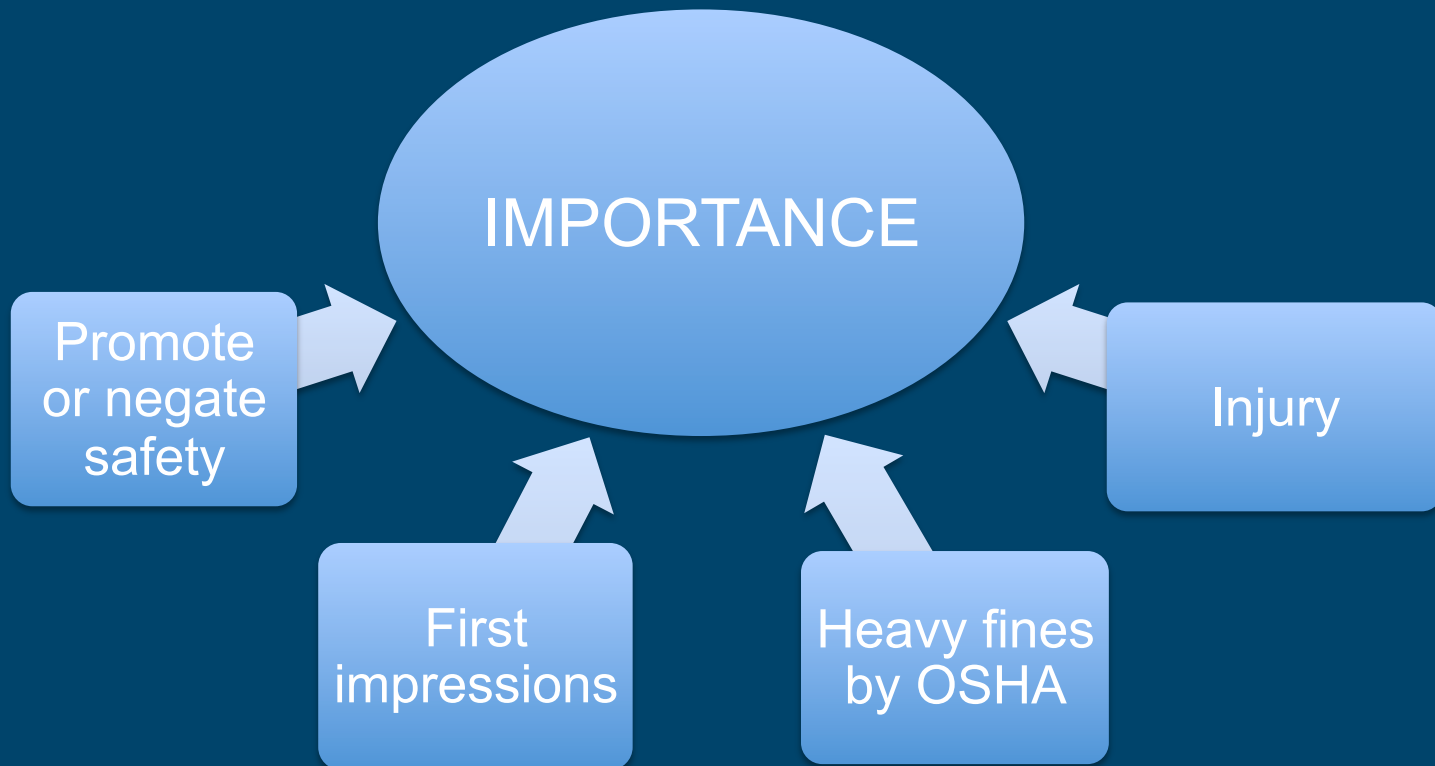 IMPORTANCE
Promote
or negate
safety
First
impressions
Heavy fines
by OSHA
Injury